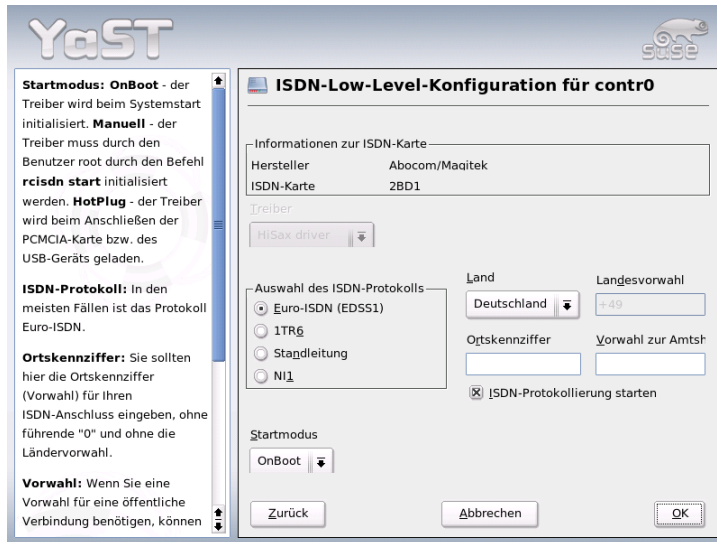 YaST
SUSE
Startmodus: OnBoot - der
Treiber wird beim Systemstart
initialisiert. Manuell - der
Treiber muss durch den
Benutzer root durch den Befehl
rcisdn start initialisiert
werden. HotPlug - der Treiber
wird beim Anschließen der
PCMCIA-Karte bzw. des
USB-Geräts geladen.
ISDN-Protokoll: In den
meisten Fällen ist das Protokoll
Euro-ISDN.
Ortskennziffer: Sie sollten
hier die Ortskennziffer
(Vorwahl) für Ihren
ISDN-Anschluss eingeben, ohne
führende "0" und ohne die
Ländervorwahl.
Vorwahl: Wenn Sie eine
Vorwahl für eine öffentliche
Verbindung benötigen, können
ISDN-Low-Level-Konfiguration für contr0
Informationen zur ISDN-Karte
Hersteller Abocom/Magitek
ISDN-Karte 2BD1
Treiber
HiSax driver
Auswahl des ISDN-Protokolls
Euro-ISDN (EDSS1)
1TR6
Standleitung
NI1
Land Landesvorwahl
Deutschland +49
Ortskennziffer Vorwahl zur Amtsh
ISDN-Protokollierung starten
Startmodus
OnBoot
Zurück Abbrechen OK